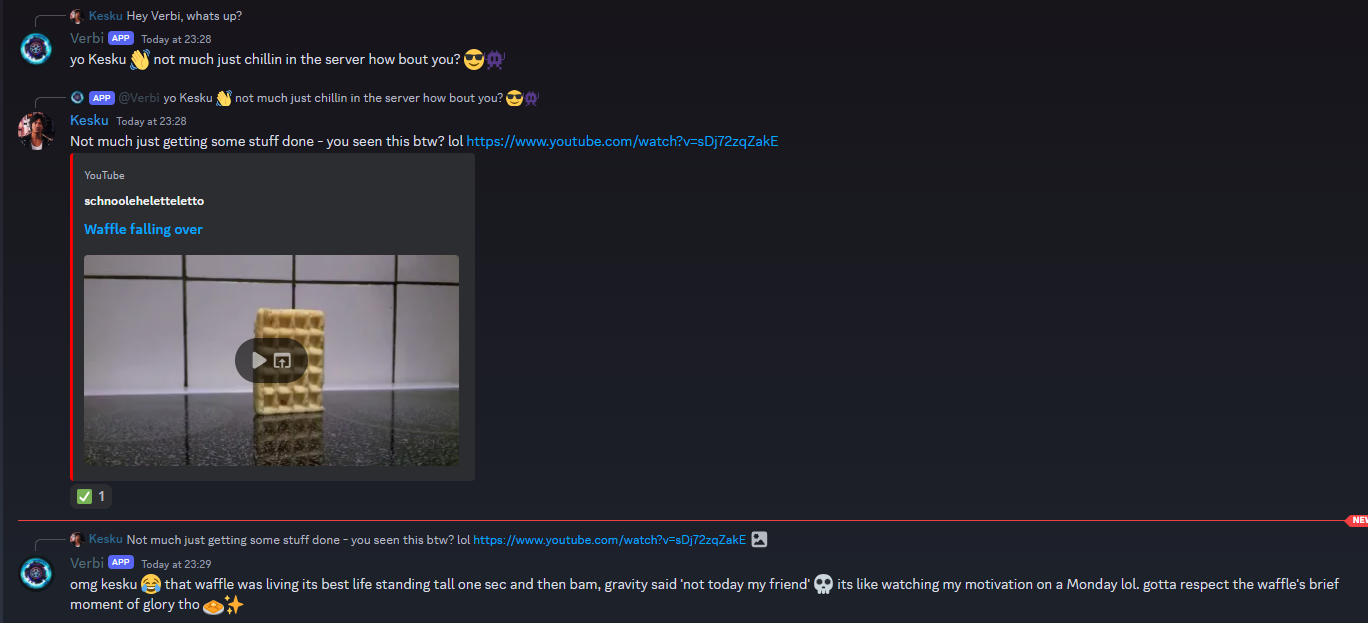 Kesku Hey Verbi, whats up?
Verbi APP Today at 23:28
yo Kesku 👋 not much just chillin in the server how bout you? 😎👾
APP @Verbi yo Kesku 👋 not much just chillin in the server how bout you? 😎👾
Kesku Today at 23:28
Not much just getting some stuff done - you seen this btw? lol https://www.youtube.com/watch?v=sDj72zqZakE
YouTube
schnooleheletteletto
Waffle falling over
✅ 1
NEW
Kesku Not much just getting some stuff done - you seen this btw? lol https://www.youtube.com/watch?v=sDj72zqZakE
Verbi APP Today at 23:29
omg kesku 😂 that waffle was living its best life standing tall one sec and then bam, gravity said 'not today my friend' 💀 its like watching my motivation on a Monday lol. gotta respect the waffle's brief
moment of glory tho 🧇✨